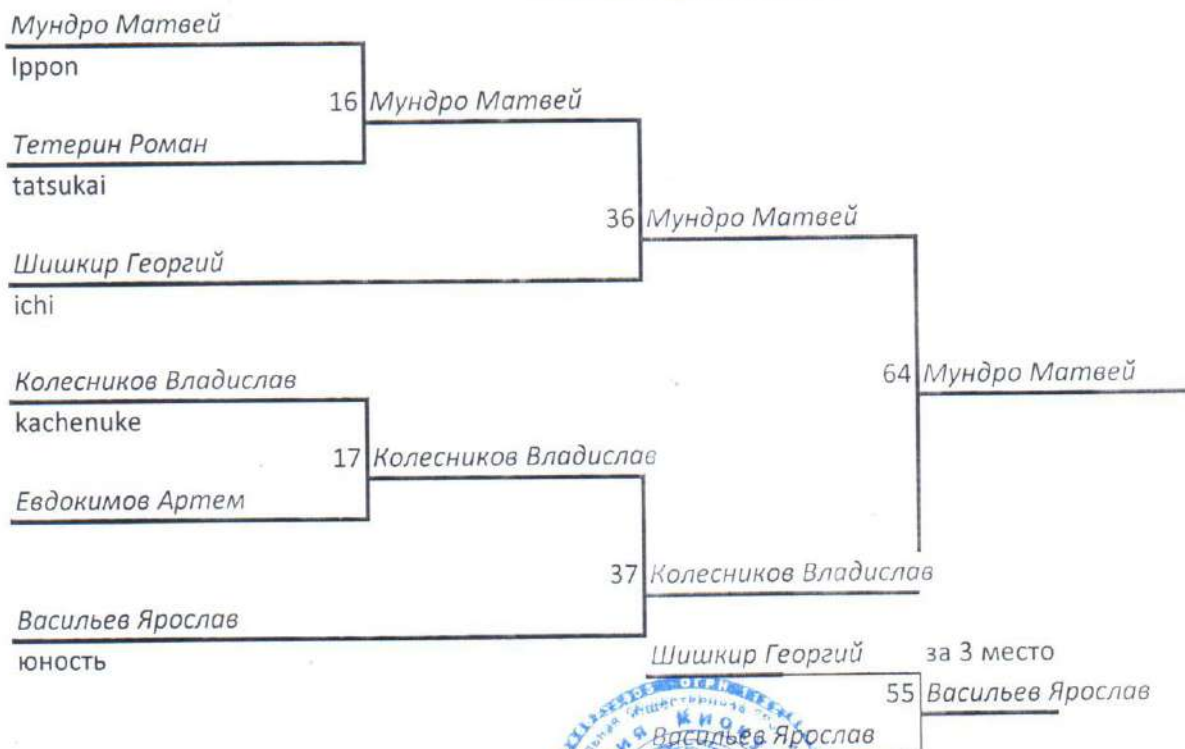 Мундро Матвей
Ippon
16 Мундро Матвей
Тетерин Роман
tatsukai
36 Мундро Матвей
Шишкир Георгий
ichi
64 Мундро Матвей
Колесников Владислав
kachenuke
17 Колесников Владислав
Евдокимов Артем
37 Колесников Владислав
Васильев Ярослав
юность
Шишкир Георгий за 3 место
55 Васильев Ярослав
Васильев Ярослав